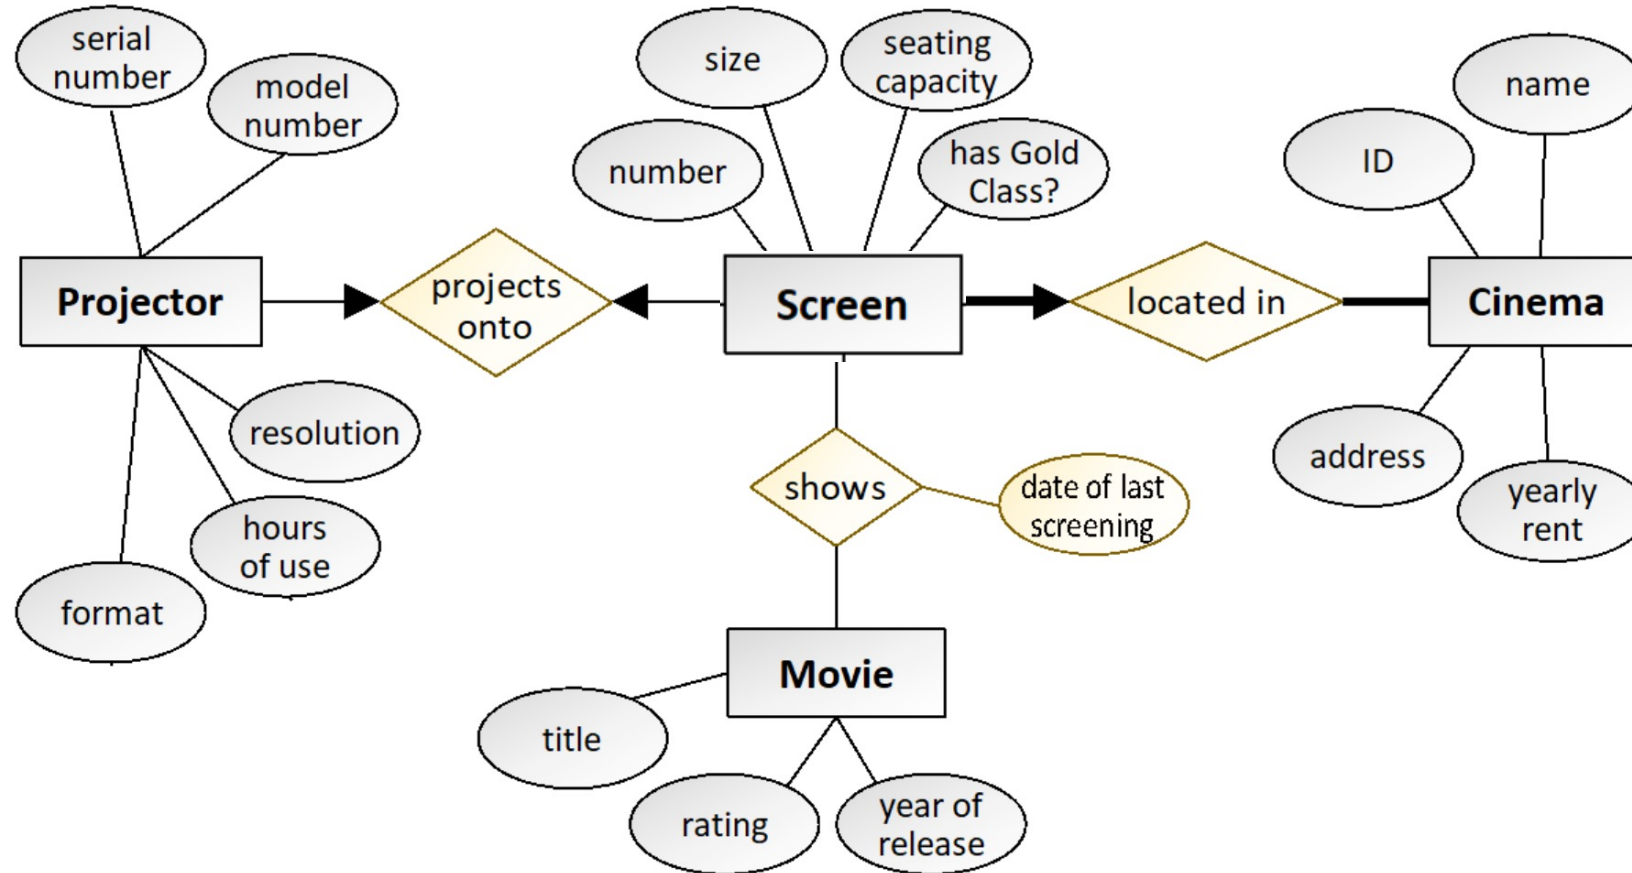 serial
number
model
number
size
seating
capacity
number
has Gold
Class?
name
ID
Projector
projects
onto
Screen
located in
Cinema
resolution
hours
of use
format
shows
date of last
screening
address
yearly
rent
Movie
title
rating
year of
release